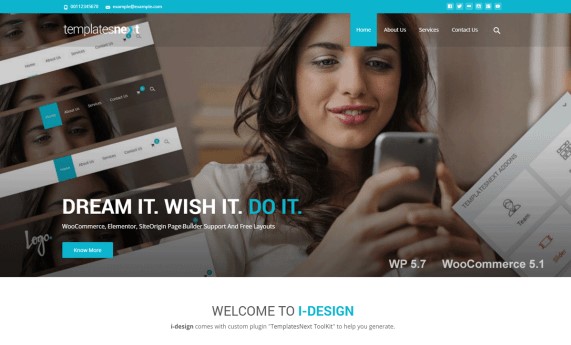 00112345678 example@example.com
templatesnext
Home About Us Services Contact Us
Home About Us Services Contact Us
Home About Us Services Contact Us
TEMPLATESNEXT ADDONS
Team
Logo.
DREAM IT. WISH IT. DO IT.
WooCommerce, Elementor, SiteOrigin Page Builder Support And Free Layouts
Know More
WP 5.7 WooCommerce 5.1
WELCOME TO I-DESIGN
i-design comes with custom plugin "TemplatesNext ToolKit" to help you generate.